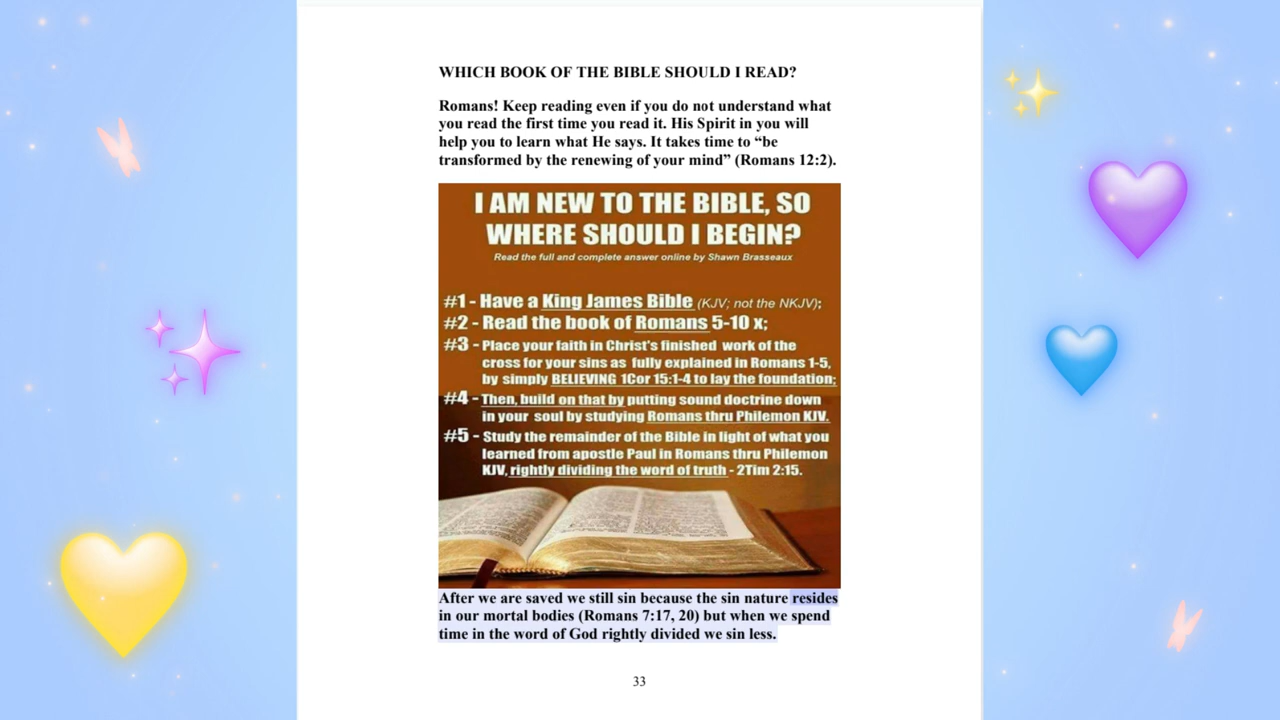 WHICH BOOK OF THE BIBLE SHOULD I READ?
Romans! Keep reading even if you do not understand what
you read the first time you read it. His Spirit in you will
help you to learn what He says. It takes time to “be
transformed by the renewing of your mind” (Romans 12:2).
I AM NEW TO THE BIBLE, SO
WHERE SHOULD I BEGIN?
Read the full and complete answer online by Shawn Brasseaux
#1 - Have a King James Bible (KJV; not the NKJV);
#2 - Read the book of Romans 5-10 x;
#3 - Place your faith in Christ's finished work of the
cross for your sins as fully explained in Romans 1-5,
by simply BELIEVING 1Cor 15:1-4 to lay the foundation;
#4 - Then, build on that by putting sound doctrine down
in your soul by studying Romans thru Philemon KJV.
#5 - Study the remainder of the Bible in light of what you
learned from apostle Paul in Romans thru Philemon
KJV, rightly dividing the word of truth - 2Tim 2:15.
After we are saved we still sin because the sin nature resides
in our mortal bodies (Romans 7:17, 20) but when we spend
time in the word of God rightly divided we sin less.
33